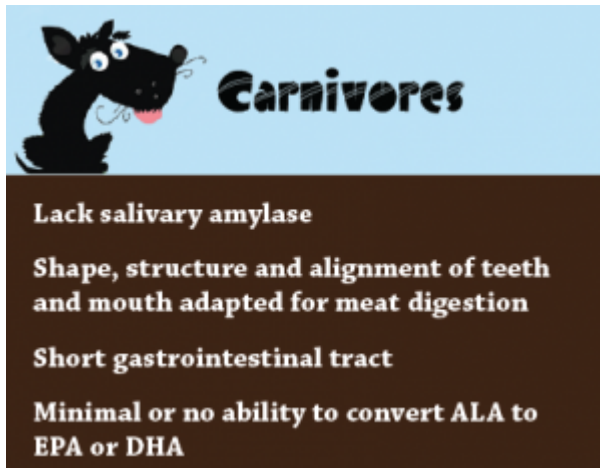 Carnivores
Lack salivary amylase
Shape, structure and alignment of teeth
and mouth adapted for meat digestion
Short gastrointestinal tract
Minimal or no ability to convert ALA to
EPA or DHA